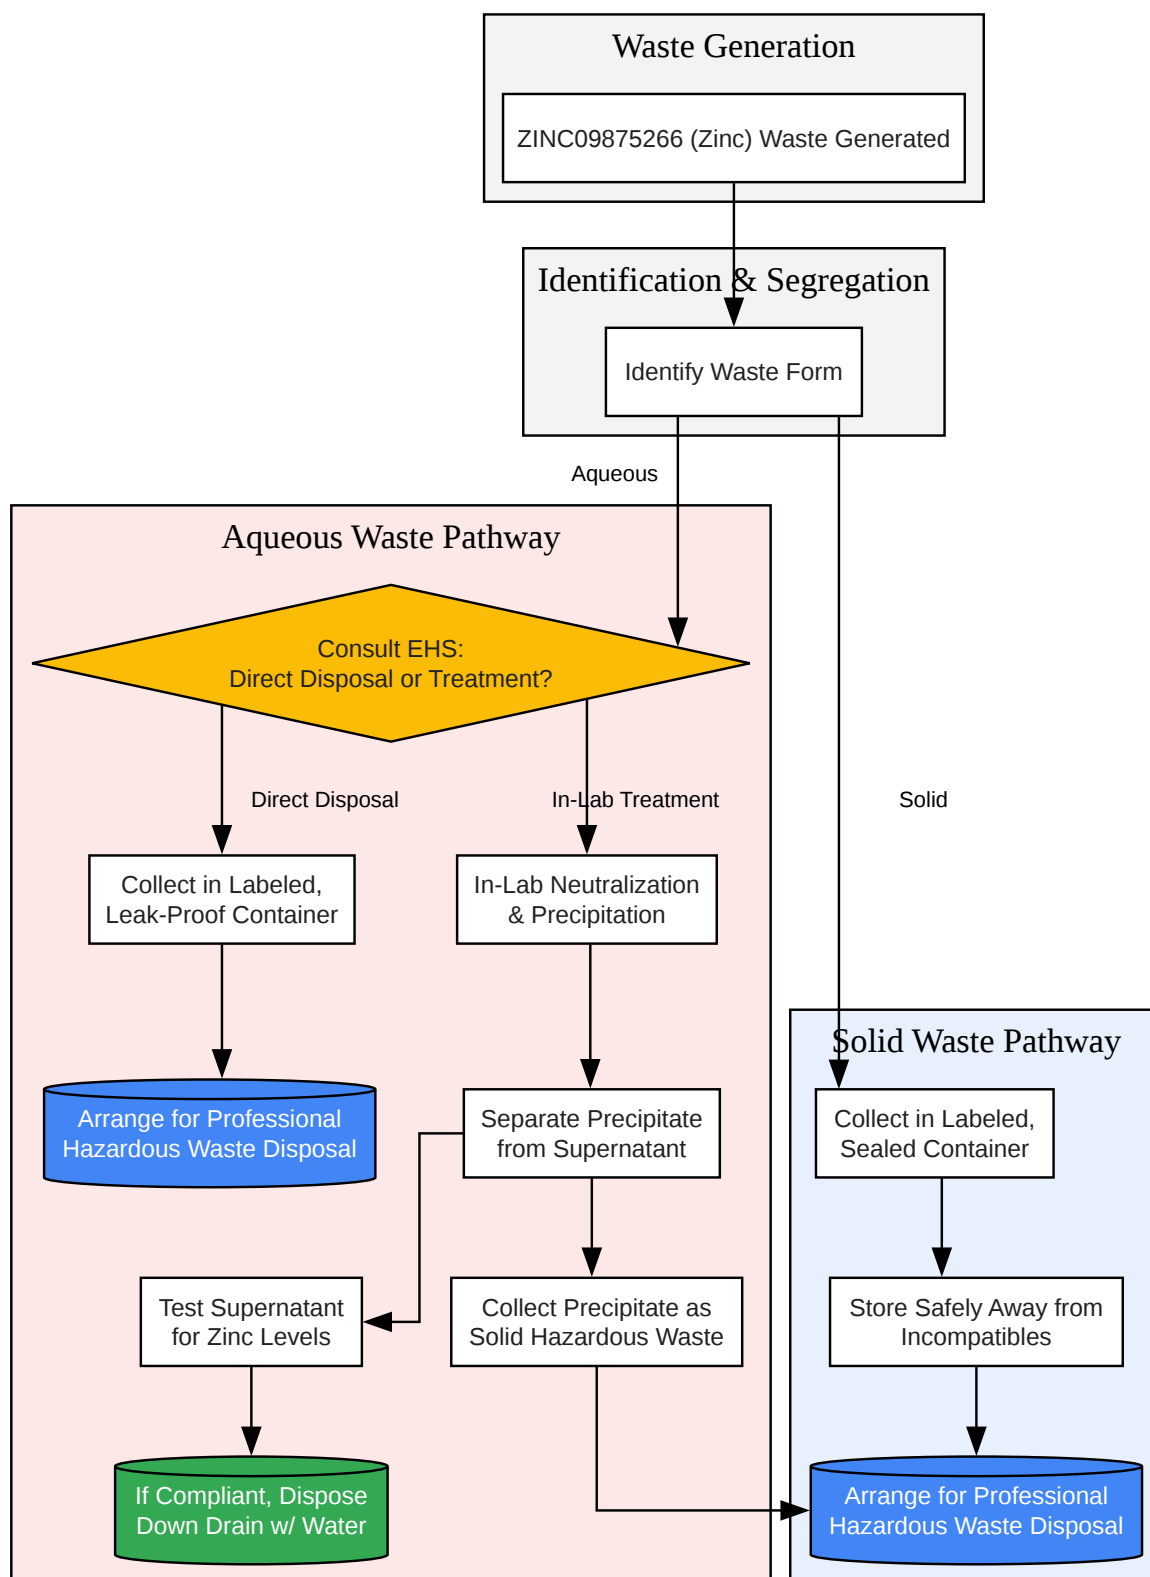 Waste Generation
ZINC09875266 (Zinc) Waste Generated
Identification & Segregation
Identify Waste Form
Aqueous
Aqueous Waste Pathway
Consult EHS:
Direct Disposal or Treatment?
Direct Disposal
In-Lab Treatment
Solid
Collect in Labeled,
Leak-Proof Container
In-Lab Neutralization
& Precipitation
Solid Waste Pathway
Arrange for Professional
Hazardous Waste Disposal
Separate Precipitate
from Supernatant
Collect in Labeled,
Sealed Container
Test Supernatant
for Zinc Levels
Collect Precipitate as
Solid Hazardous Waste
Store Safely Away from
Incompatibles
If Compliant, Dispose
Down Drain w/ Water
Arrange for Professional
Hazardous Waste Disposal